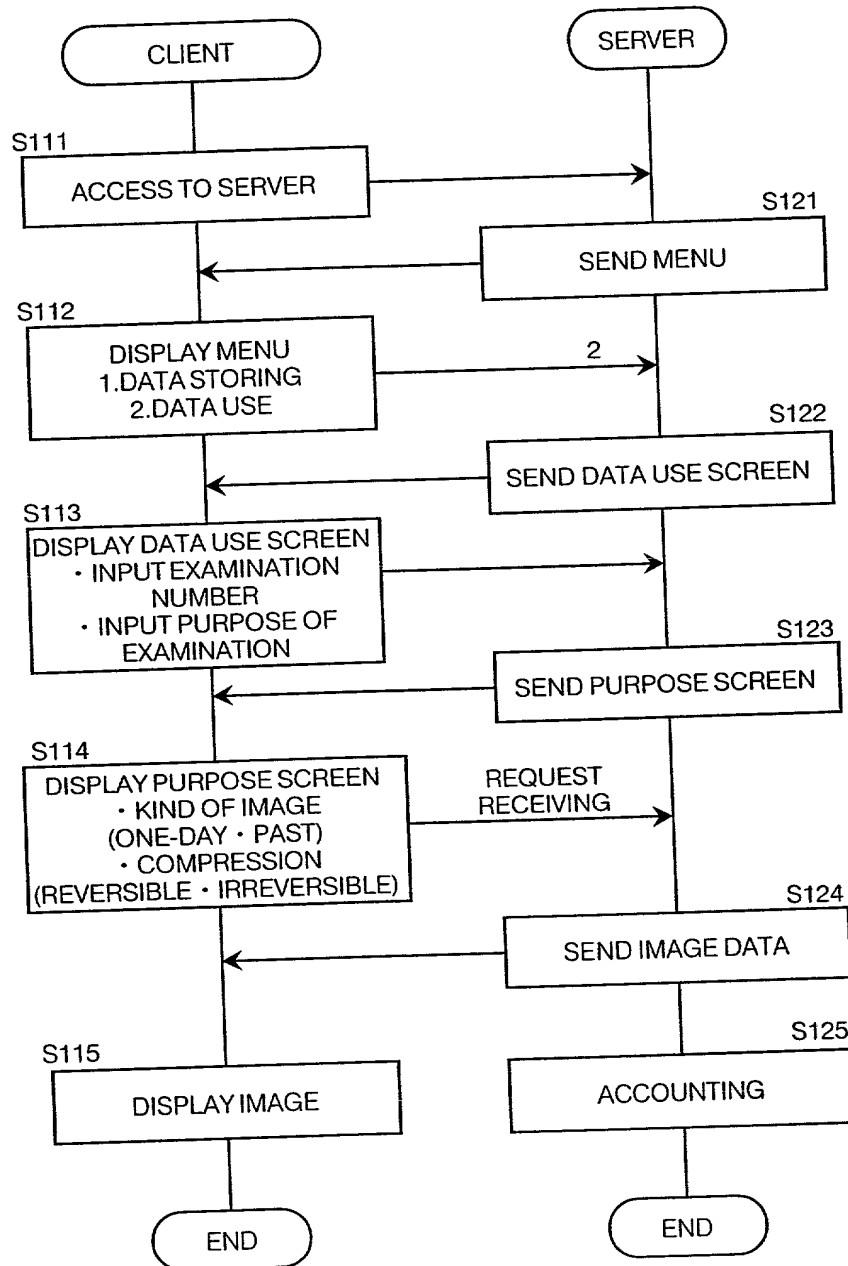 CLIENT
SERVER
S111
ACCESS TO SERVER
S121
SEND MENU
S112
DISPLAY MENU
1.DATA STORING
2.DATA USE
2
S122
SEND DATA USE SCREEN
S113
DISPLAY DATA USE SCREEN
・INPUT EXAMINATION
NUMBER
・INPUT PURPOSE OF
EXAMINATION
S123
SEND PURPOSE SCREEN
S114
DISPLAY PURPOSE SCREEN
・KIND OF IMAGE
(ONE-DAY・PAST)
・COMPRESSION
(REVERSIBLE・IRREVERSIBLE)
REQUEST
RECEIVING
S124
SEND IMAGE DATA
S115
DISPLAY IMAGE
S125
ACCOUNTING
END
END